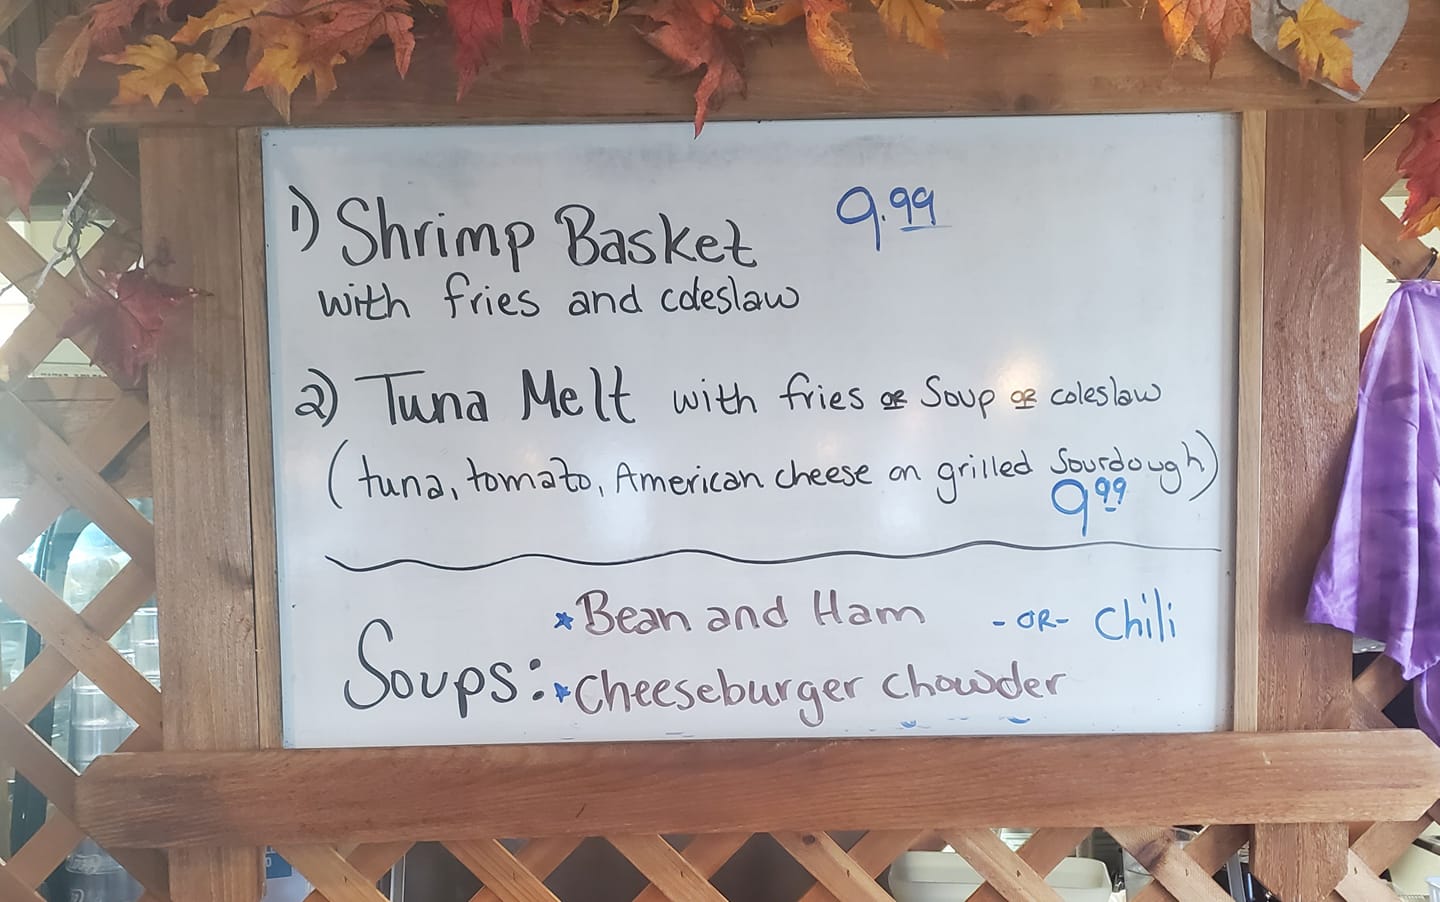 1) Shrimp Basket 9.99
with fries and coleslaw
2) Tuna Melt with fries or Soup or coleslaw
(tuna, tomato, American cheese on grilled Sourdough)
9 99
Soups: *Bean and Ham -OR- Chili
*Cheeseburger Chowder